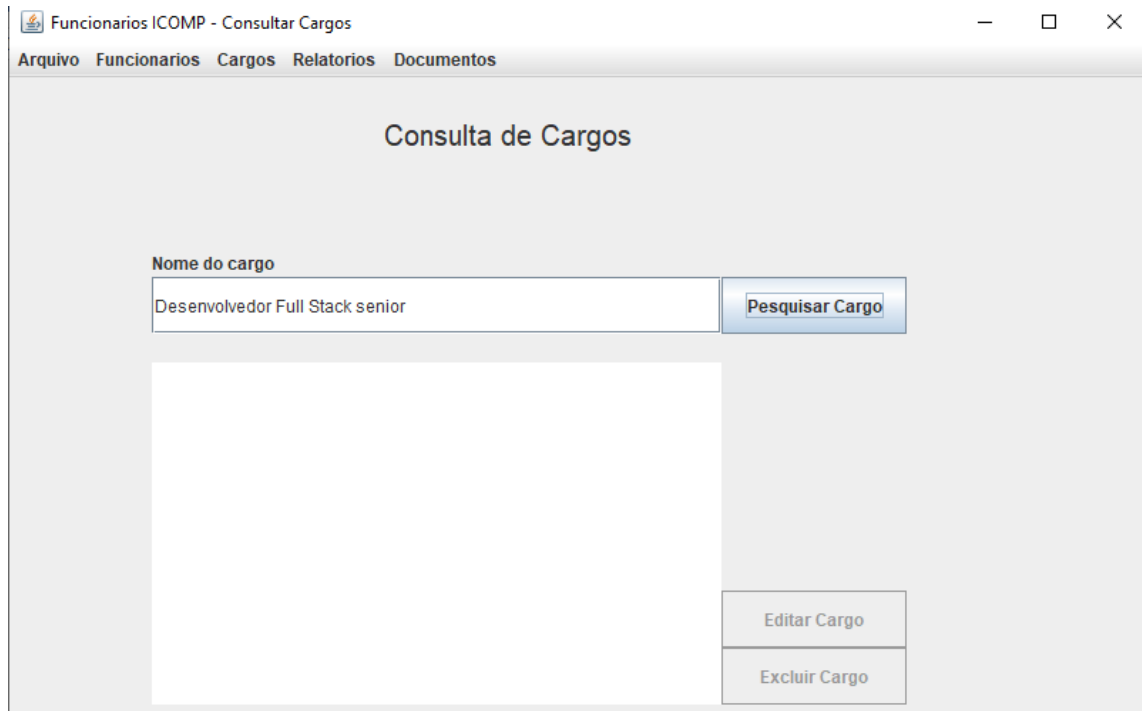 Funcionarios ICOMP - Consultar Cargos
Arquivo Funcionarios Cargos Relatorios Documentos
Consulta de Cargos
Nome do cargo
Desenvolvedor Full Stack senior
Pesquisar Cargo
Editar Cargo
Excluir Cargo